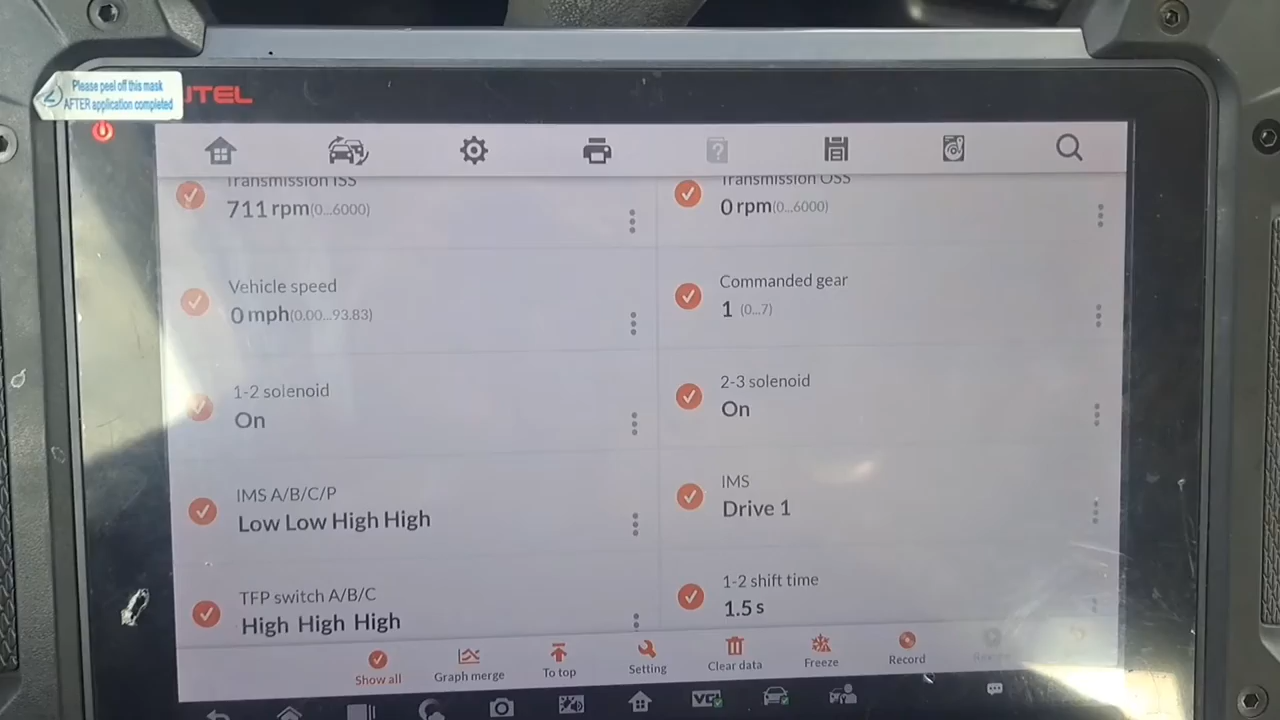 Please peel off this mask
AFTER application completed
UTEL
Transmission ISS
711 rpm(0...6000)
Transmission OSS
0 rpm(0...6000)
Vehicle speed
0 mph(0.00...93.83)
Commanded gear
1 (0...7)
1-2 solenoid
On
2-3 solenoid
On
IMS A/B/C/P
Low Low High High
IMS
Drive 1
TFP switch A/B/C
High High High
1-2 shift time
1.5 s
Show all
Graph merge
To top
Setting
Clear data
Freeze
Record
VCI